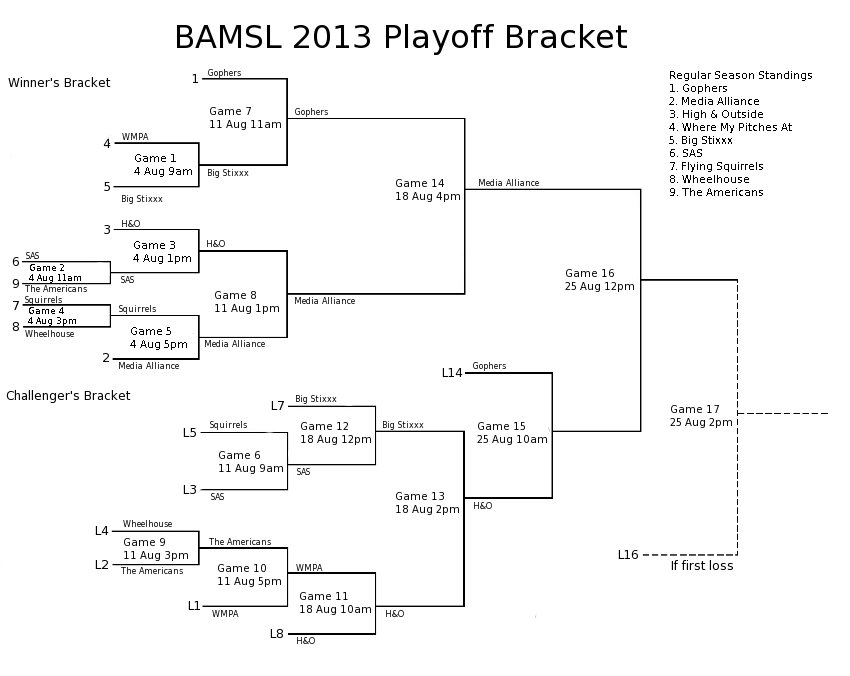 BAMSL 2013 Playoff Bracket
Winner's Bracket
Regular Season Standings
1. Gophers
2. Media Alliance
3. High & Outside
4. Where My Pitches At
5. Big Stixxx
6. SAS
7. Flying Squirrels
8. Wheelhouse
9. The Americans
1
Gophers
Game 7
11 Aug 11am
Gophers
4
WMPA
Game 1
4 Aug 9am
Big Stixxx
5
Big Stixxx
Game 14
18 Aug 4pm
Media Alliance
3
H&O
Game 3
4 Aug 1pm
H&O
6
SAS
Game 2
4 Aug 11am
SAS
9
The Americans
7
Squirrels
Game 4
4 Aug 3pm
Squirrels
8
Wheelhouse
Game 5
4 Aug 5pm
Game 8
11 Aug 1pm
Media Alliance
Media Alliance
2
Media Alliance
Game 16
25 Aug 12pm
Challenger's Bracket
L14
Gophers
L7
Big Stixxx
Game 12
18 Aug 12pm
Big Stixxx
L5
Squirrels
Game 6
11 Aug 9am
SAS
L3
SAS
Game 15
25 Aug 10am
Game 17
25 Aug 2pm
Game 13
18 Aug 2pm
H&O
L4
Wheelhouse
Game 9
11 Aug 3pm
The Americans
L2
The Americans
Game 10
11 Aug 5pm
WMPA
L1
WMPA
Game 11
18 Aug 10am
H&O
L8
H&O
L16
If first loss